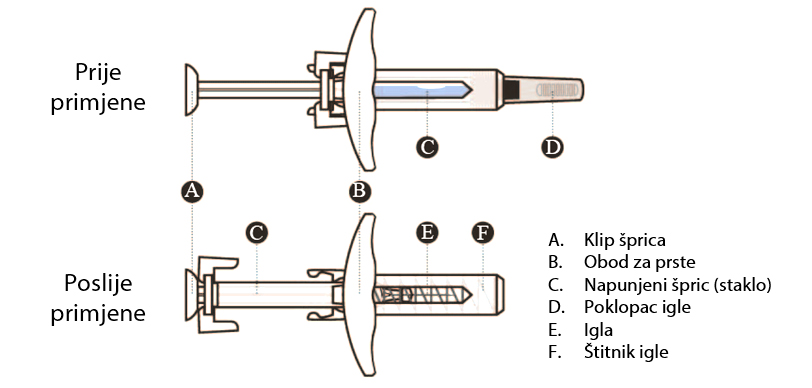 Prije
primjene
C
D
A
B
C
E
F
Poslije
primjene
A. Klip šprica
B. Obod za prste
C. Napunjeni špric (staklo)
D. Poklopac igle
E. Igla
F. Štitnik igle